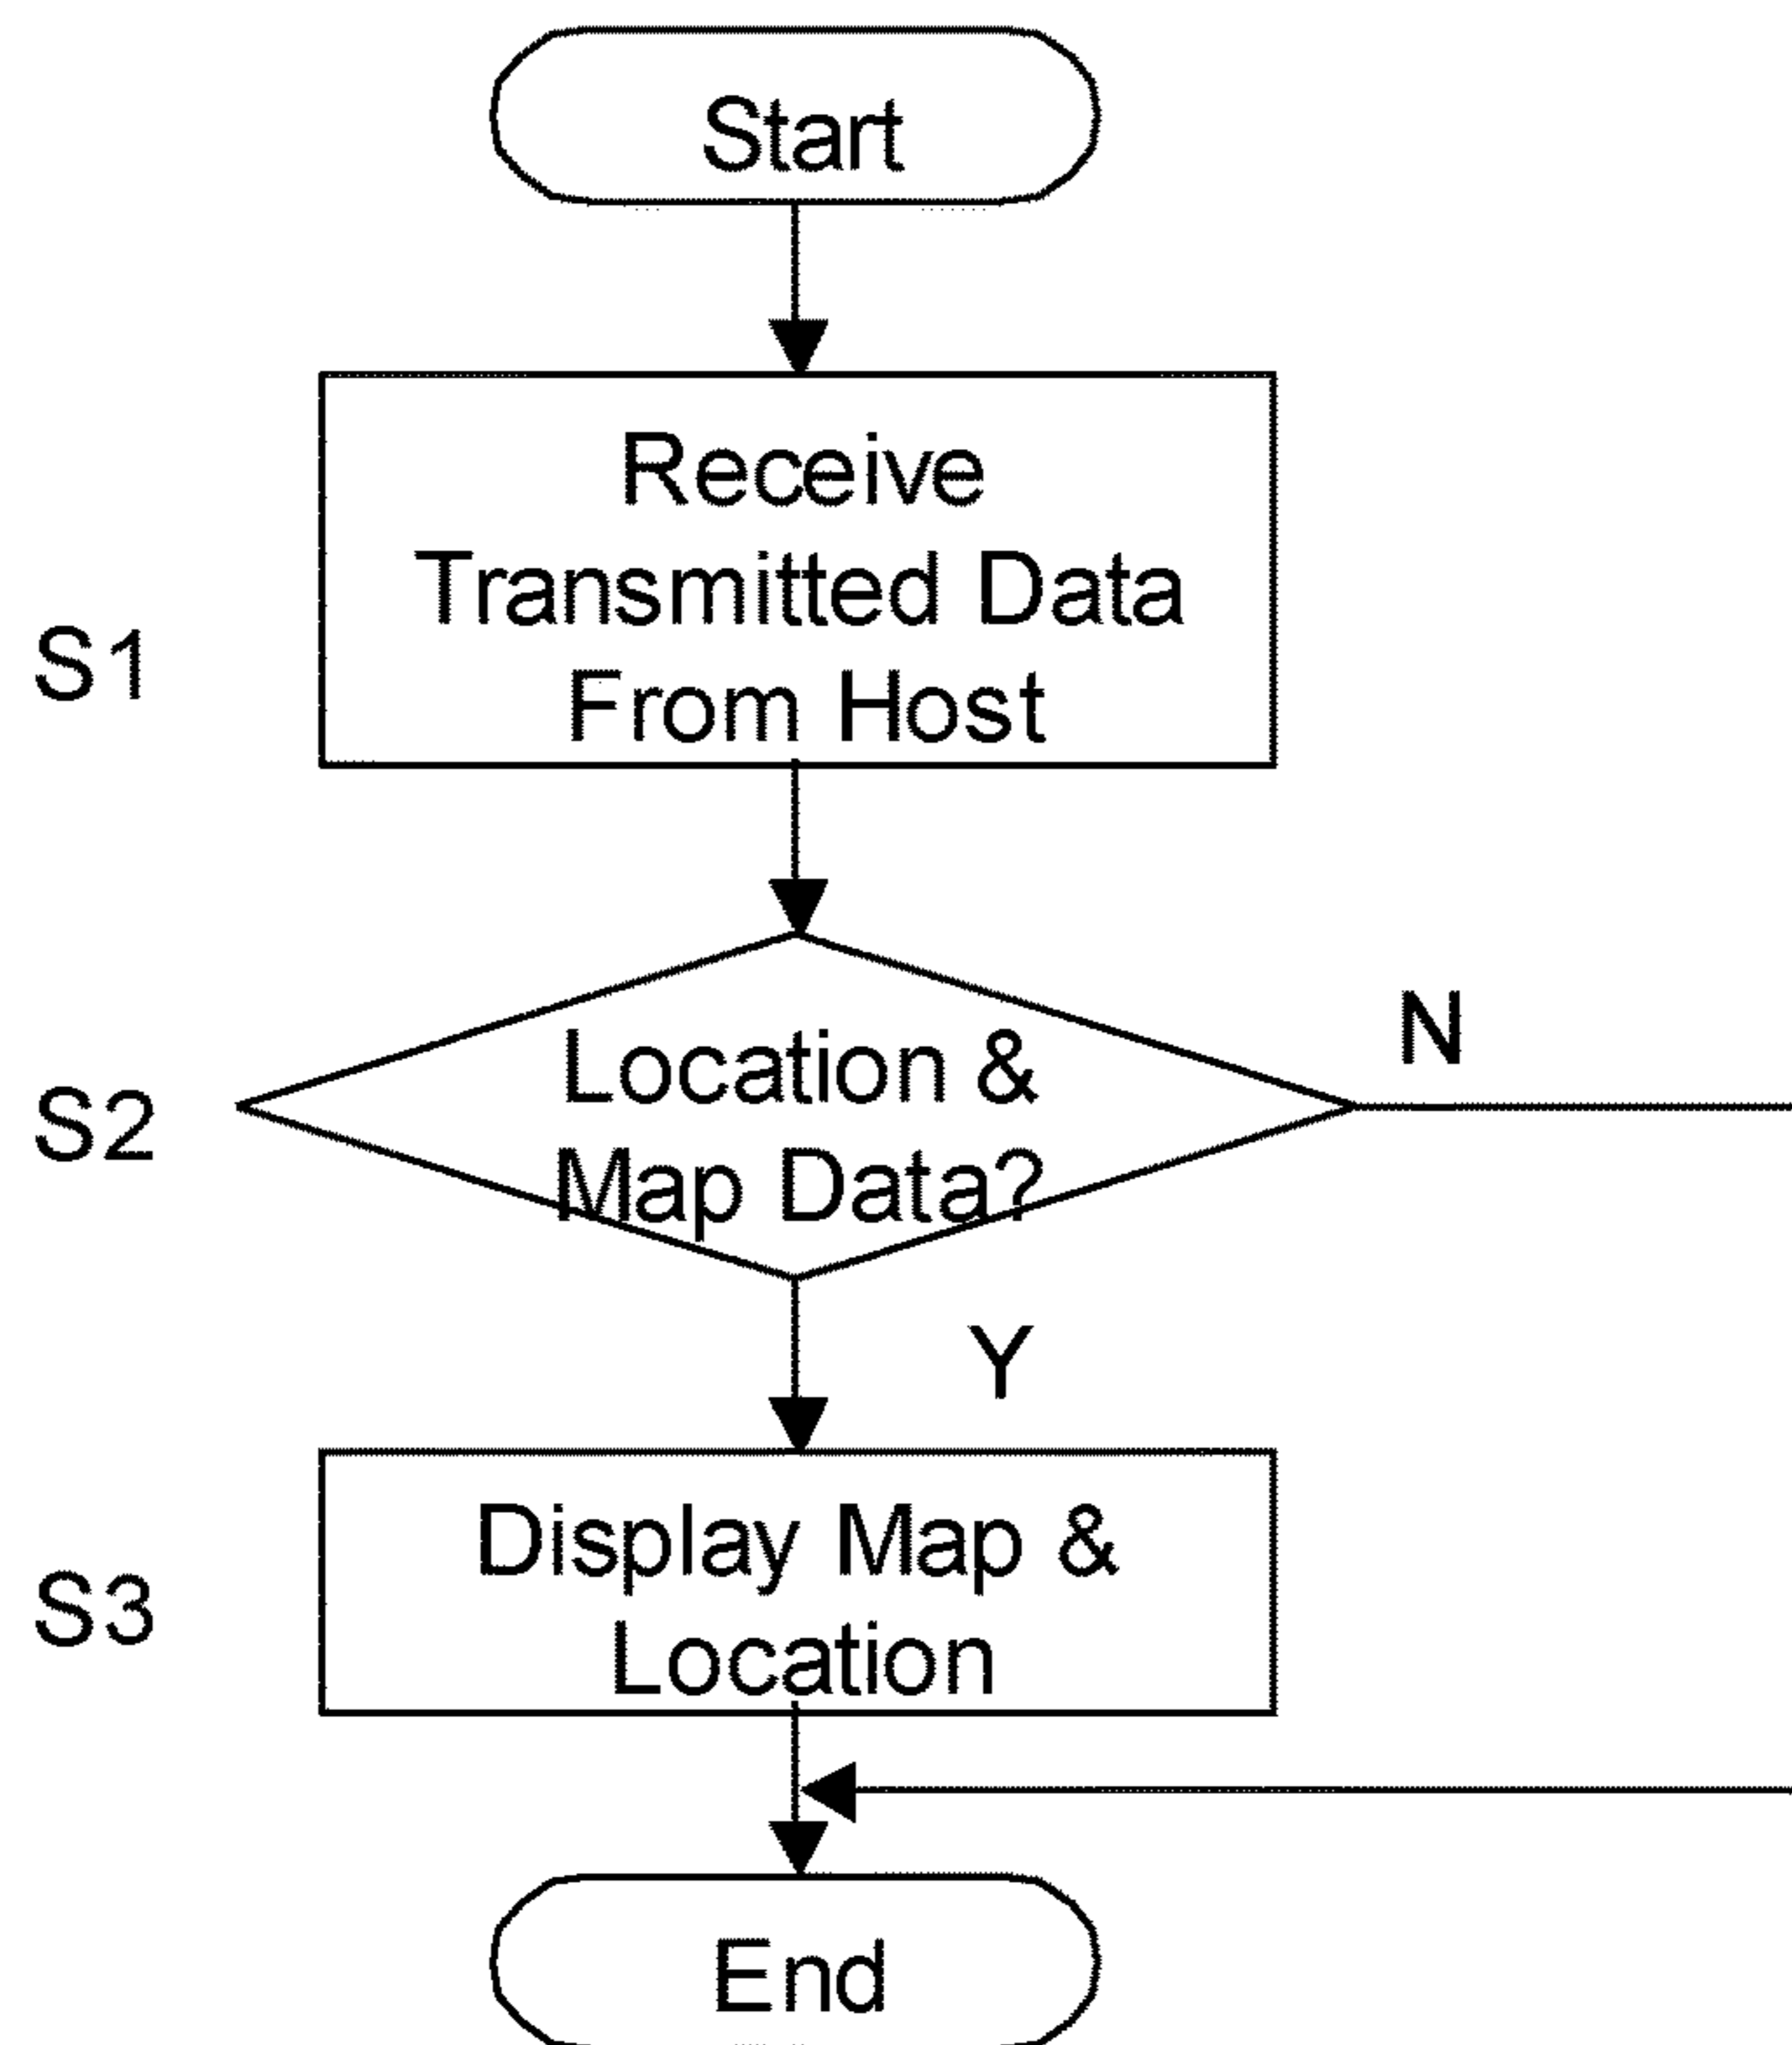 Start
Receive
Transmitted Data
From Host
S1
Location &
Map Data?
N
S2
Y
Display Map &
Location
S3
End